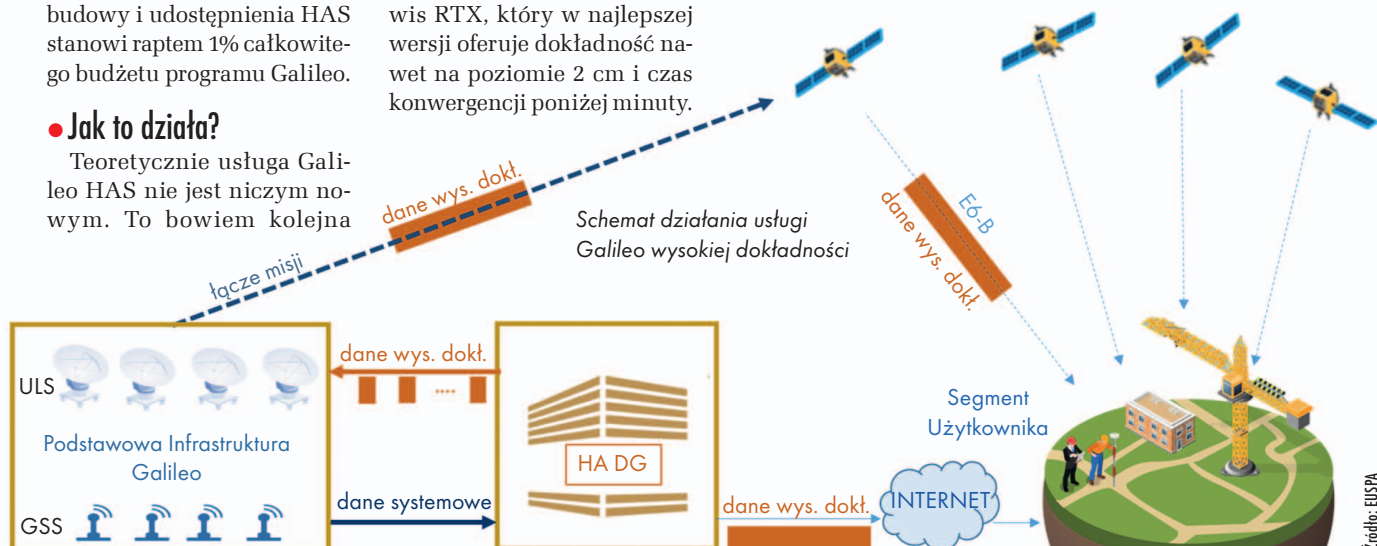 budowy i udostępnienia HAS
stanowi raptem 1% całkowite-
go budżetu programu Galileo.
• Jak to działa?
Teoretycznie usługa Gali-
leo HAS nie jest niczym no-
wym. To bowiem kolejna
wis RTX, który w najlepszej
wersji oferuje dokładność na-
wet na poziomie 2 cm i czas
konwergencji poniżej minuty.
Schemat działania usługi
Galileo wysokiej dokładności
łącze misji
dane wys. dokł.
E6-B
dane wys. dokł.
ULS
Podstawowa Infrastruktura
Galileo
GSS
dane wys. dokł.
....
dane systemowe
HA DG
dane wys. dokł.
INTERNET
Segment
Użytkownika
Źródło: EUSPA